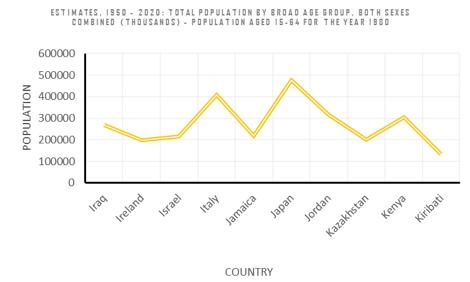 ESTIMATES, 1950 - 2020: TOTAL POPULATION BY BROAD AGE GROUP, BOTH SEXES
COMBINED (THOUSANDS) - POPULATION AGED 15-64 FOR THE YEAR 1980
600000
500000
400000
300000
200000
100000
0
POPULATION
Iraq
Ireland
Israel
Italy
Jamaica
Japan
Jordan
Kazakhstan
Kenya
Kiribati
COUNTRY